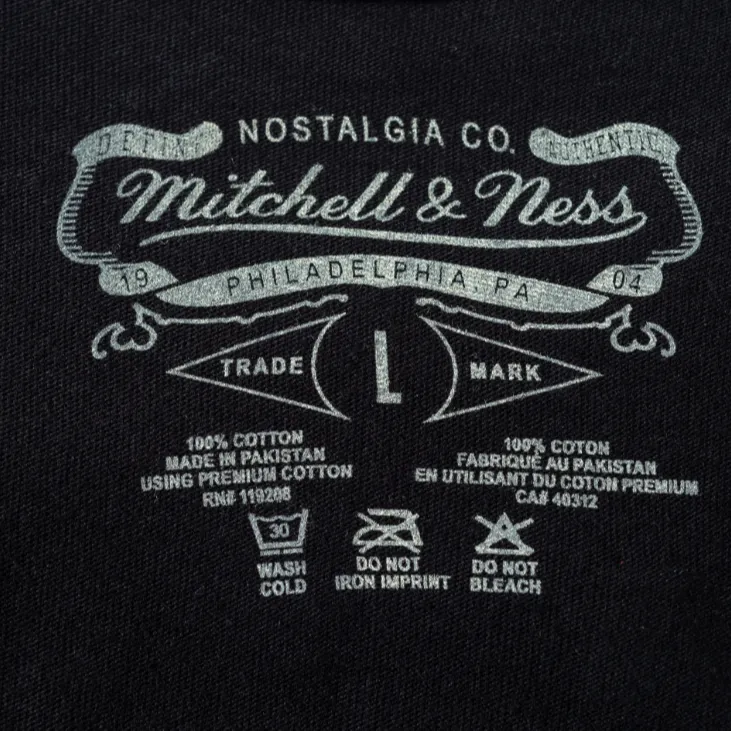 NOSTALGIA CO.
AUTHENTIC
Mitchell & Ness
19 PHILADELPHIA, PA 04
TRADE L MARK
100% COTTON
MADE IN PAKISTAN
USING PREMIUM COTTON
RN# 119208
100% COTON
FABRIQUÉ AU PAKISTAN
EN UTILISANT DU COTON PREMIUM
CA# 40312
30
WASH
COLD
DO NOT
IRON IMPRINT
DO NOT
BLEACH